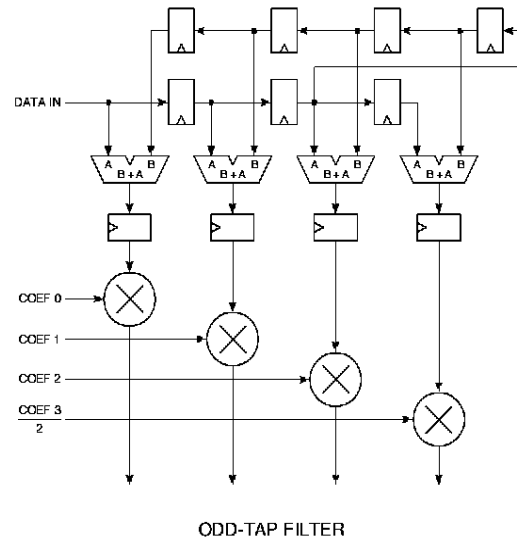 DATA IN
A B A B A B A B
B + A B + A B + A B + A
COEF 0
COEF 1
COEF 2
COEF 3
2
ODD-TAP FILTER